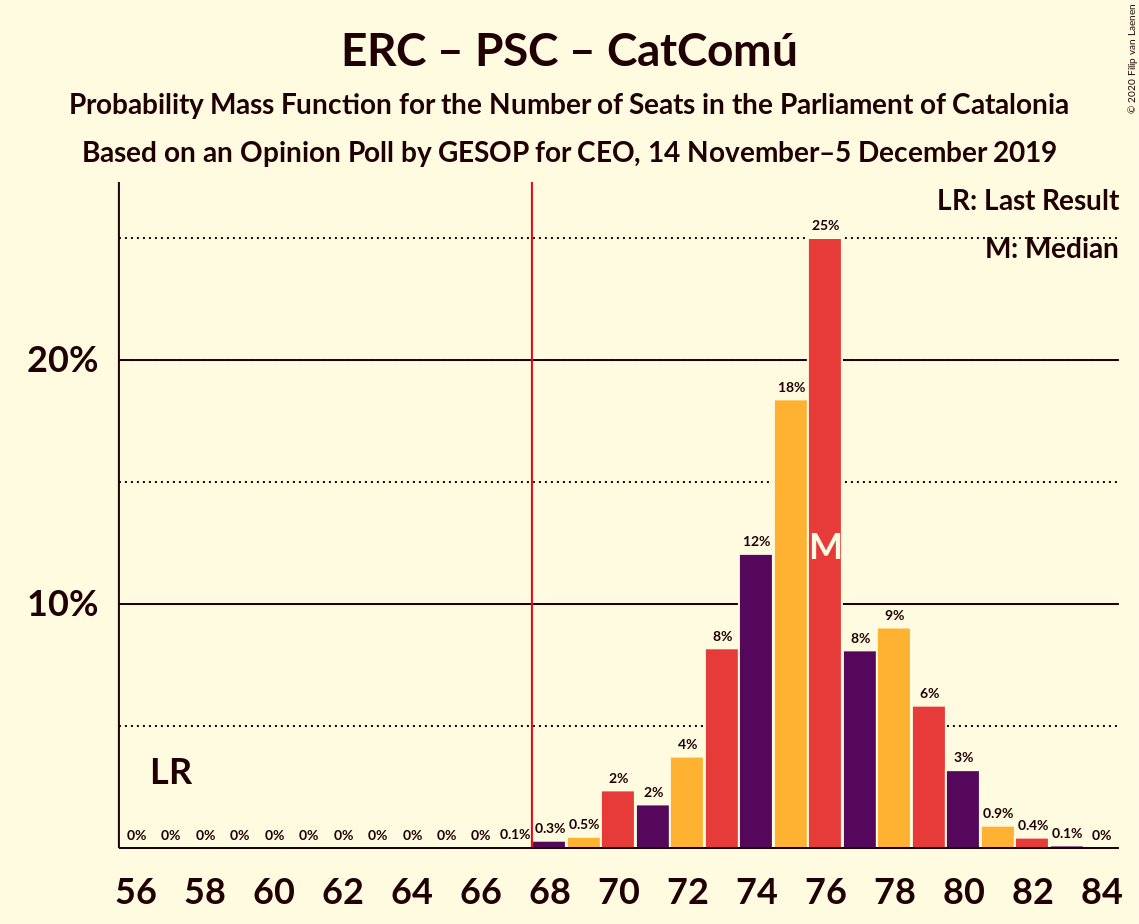 ERC – PSC – CatComú
Probability Mass Function for the Number of Seats in the Parliament of Catalonia
Based on an Opinion Poll by GESOP for CEO, 14 November–5 December 2019
© 2020 Filip van Laenen
LR: Last Result
M: Median
25%
20%
18%
12%
M
10%
9%
8%
8%
6%
4%
3%
LR
2%
2%
0% 0% 0% 0% 0% 0% 0% 0% 0% 0% 0% 0.1% 0.3% 0.5% 0.9% 0.4% 0.1% 0%
56 58 60 62 64 66 68 70 72 74 76 78 80 82 84